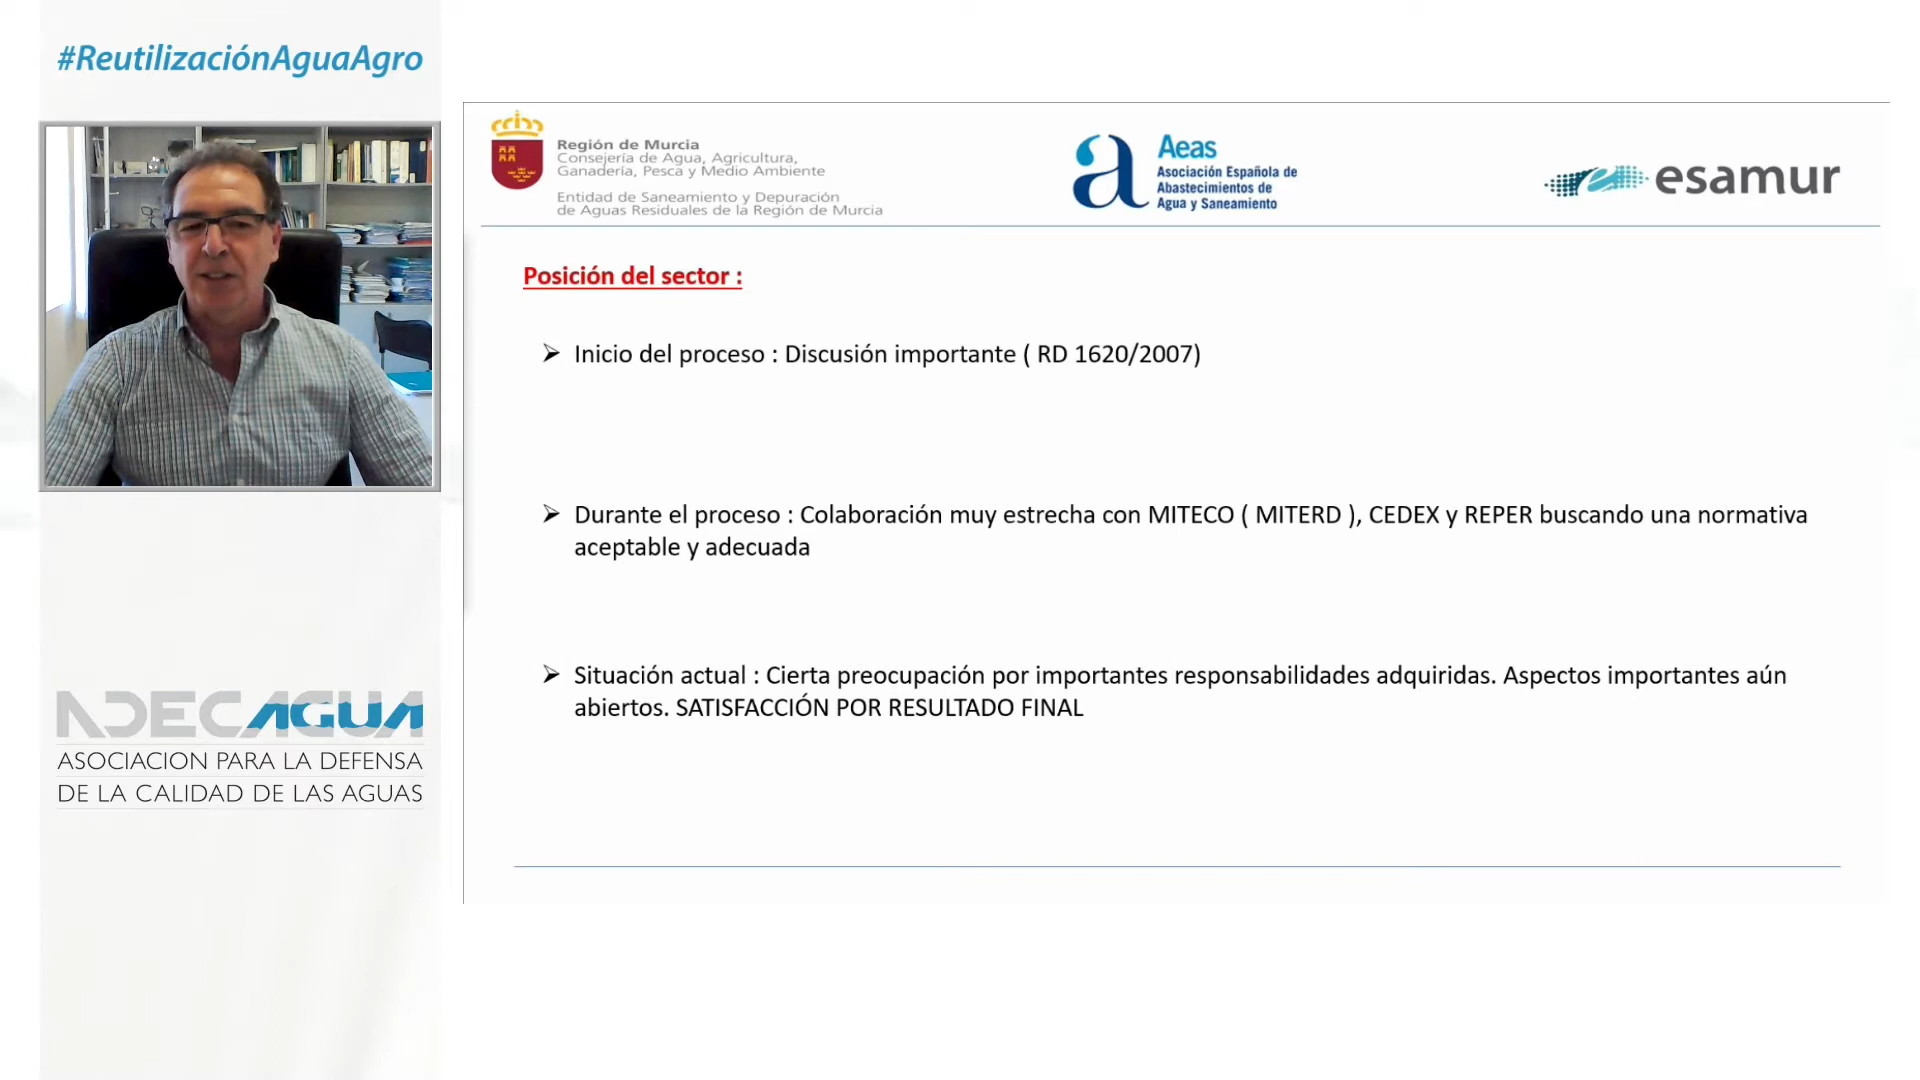 #ReutilizaciónAguaAgro
ADECAGUA
ASOCIACION PARA LA DEFENSA
DE LA CALIDAD DE LAS AGUAS
Región de Murcia
Consejería de Agua, Agricultura,
Ganadería, Pesca y Medio Ambiente
Entidad de Saneamiento y Depuración
de Aguas Residuales de la Región de Murcia
a
Aeas
Asociación Española de
Abastecimientos de
Agua y Saneamiento
esamur
Posición del sector :
➢ Inicio del proceso : Discusión importante ( RD 1620/2007)
➢ Durante el proceso : Colaboración muy estrecha con MITECO ( MITERD ), CEDEX y REPER buscando una normativa
aceptable y adecuada
➢ Situación actual : Cierta preocupación por importantes responsabilidades adquiridas. Aspectos importantes aún
abiertos. SATISFACCIÓN POR RESULTADO FINAL